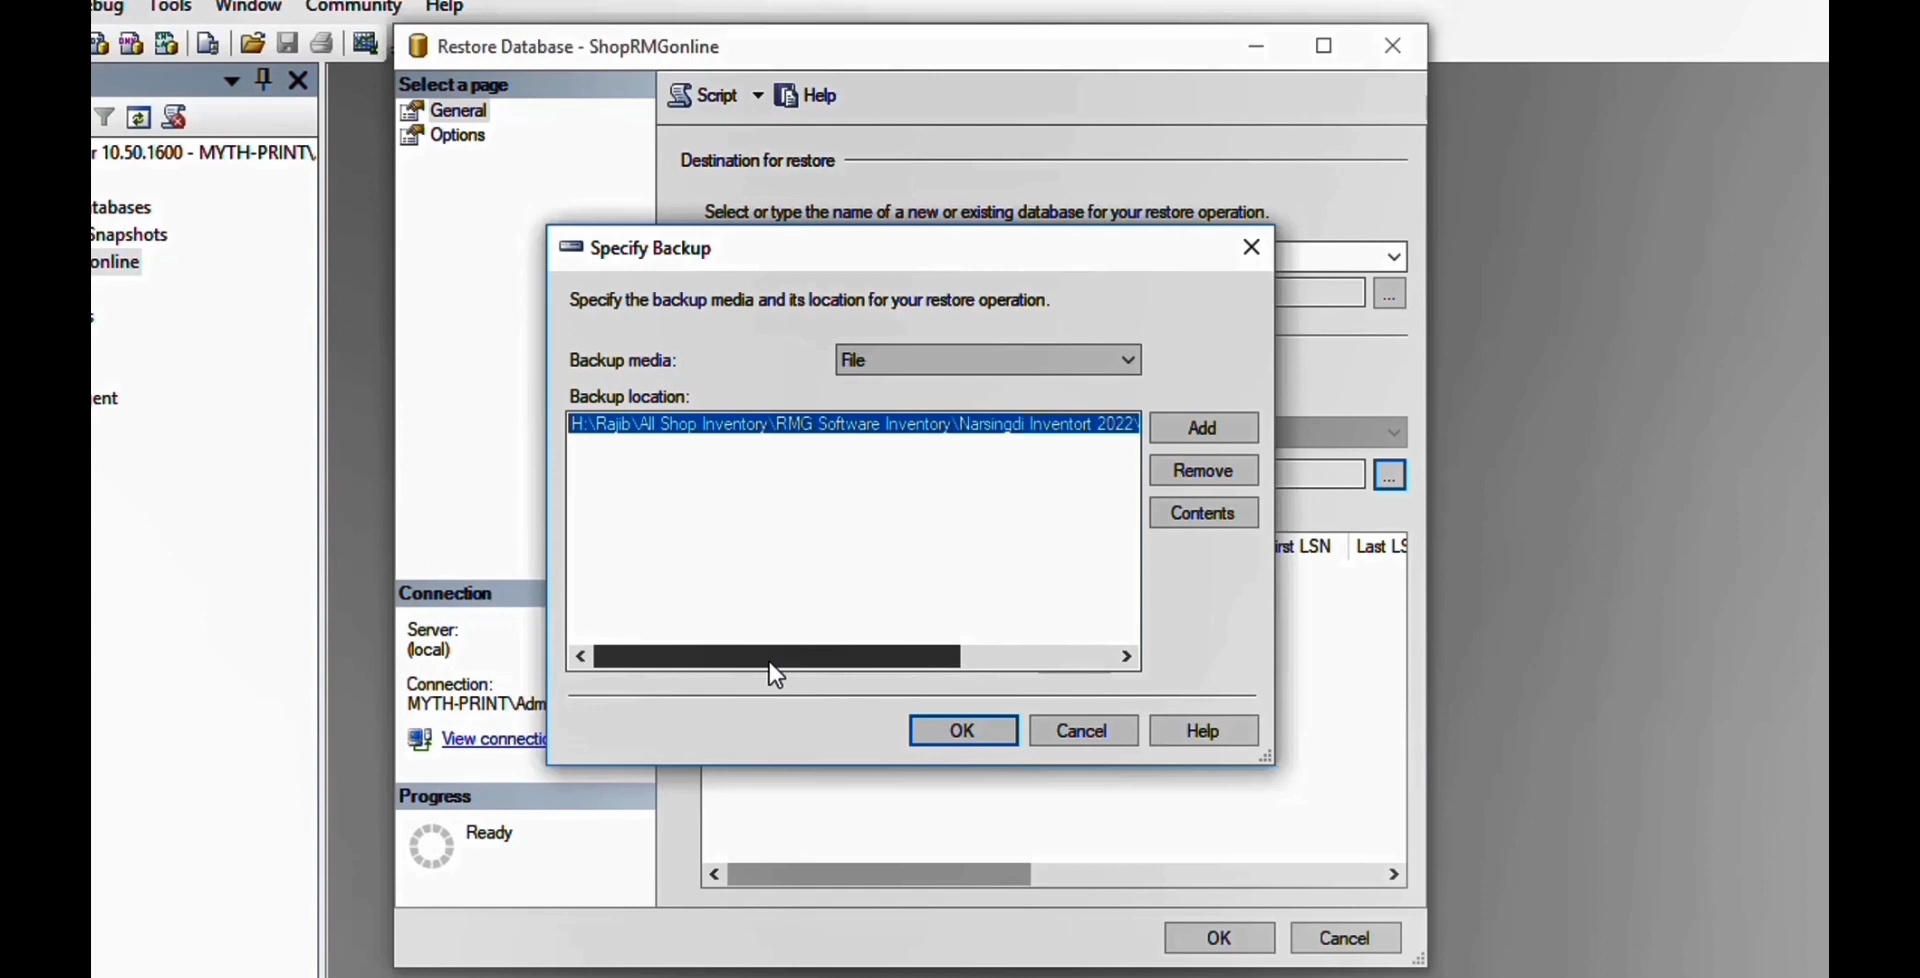 Tools Window Community Help
Restore Database - ShopRMGonline
Select a page
General
Options
Script
Help
r 10.50.1600 - MYTH-PRINT\
Destination for restore
Select or type the name of a new or existing database for your restore operation.
tabases
Snapshots
online
ent
Specify Backup
Specify the backup media and its location for your restore operation.
Backup media:
File
Backup location:
H:\Rajib\All Shop Inventory\RMG Software Inventory\Narsingdi Inventort 2022\
Add
Remove
Contents
...
...
irst LSN
Last LS
OK
Cancel
Help
Connection
Server:
(local)
Connection:
MYTH-PRINT\Adm
View connectio
Progress
Ready
OK
Cancel